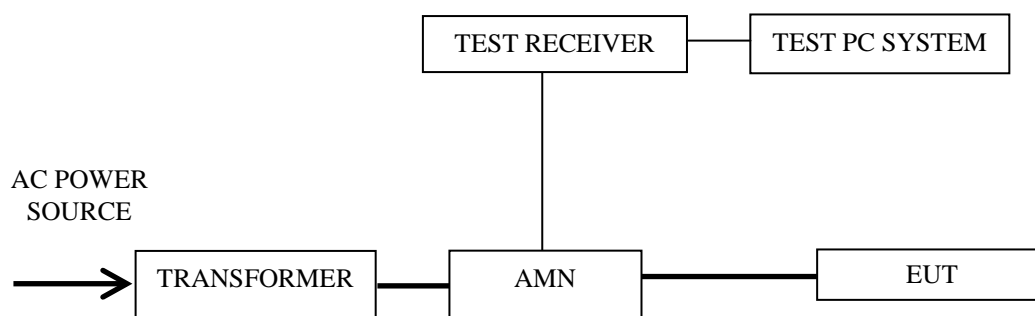 TEST RECEIVER
TEST PC SYSTEM
AC POWER
SOURCE
TRANSFORMER
AMN
EUT